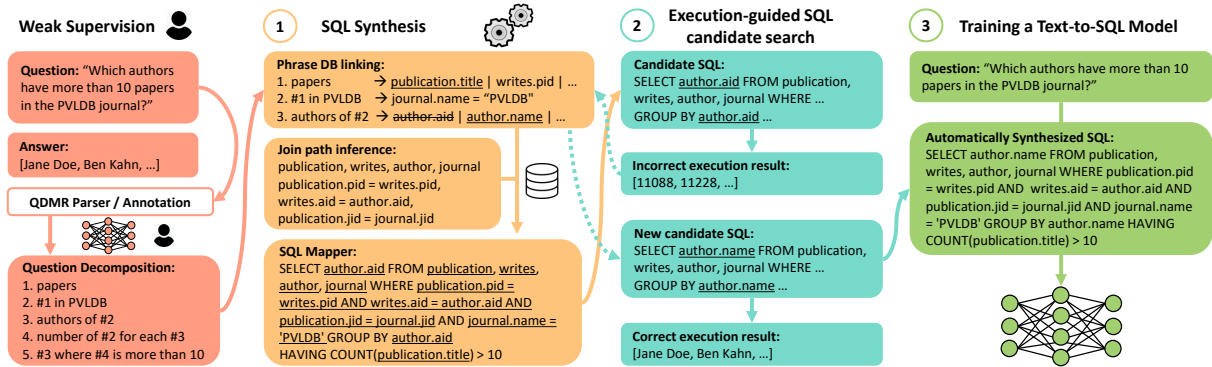 Weak Supervision
Question: “Which authors
have more than 10 papers
in the PVLDB journal?”
Answer:
[Jane Doe, Ben Kahn, …]
QDMR Parser / Annotation
Question Decomposition:
1. papers
2. #1 in PVLDB
3. authors of #2
4. number of #2 for each #3
5. #3 where #4 is more than 10
1
SQL Synthesis
Phrase DB linking:
1. papers → publication.title | writes.pid | …
2. #1 in PVLDB → journal.name = “PVLDB"
3. authors of #2 → author.aid | author.name | …
Join path inference:
publication, writes, author, journal
publication.pid = writes.pid,
writes.aid = author.aid,
publication.jid = journal.jid
SQL Mapper:
SELECT author.aid FROM publication, writes,
author, journal WHERE publication.pid =
writes.pid AND writes.aid = author.aid AND
publication.jid = journal.jid AND journal.name =
'PVLDB' GROUP BY author.aid
HAVING COUNT(publication.title) > 10
2
Execution-guided SQL
candidate search
Candidate SQL:
SELECT author.aid FROM publication,
writes, author, journal WHERE …
GROUP BY author.aid …
Incorrect execution result:
[11088, 11228, …]
New candidate SQL:
SELECT author.name FROM publication,
writes, author, journal WHERE …
GROUP BY author.name …
Correct execution result:
[Jane Doe, Ben Kahn, …]
3
Training a Text-to-SQL Model
Question: “Which authors have more than 10
papers in the PVLDB journal?”
Automatically Synthesized SQL:
SELECT author.name FROM publication,
writes, author, journal WHERE publication.pid
= writes.pid AND writes.aid = author.aid AND
publication.jid = journal.jid AND journal.name
= 'PVLDB' GROUP BY author.name HAVING
COUNT(publication.title) > 10